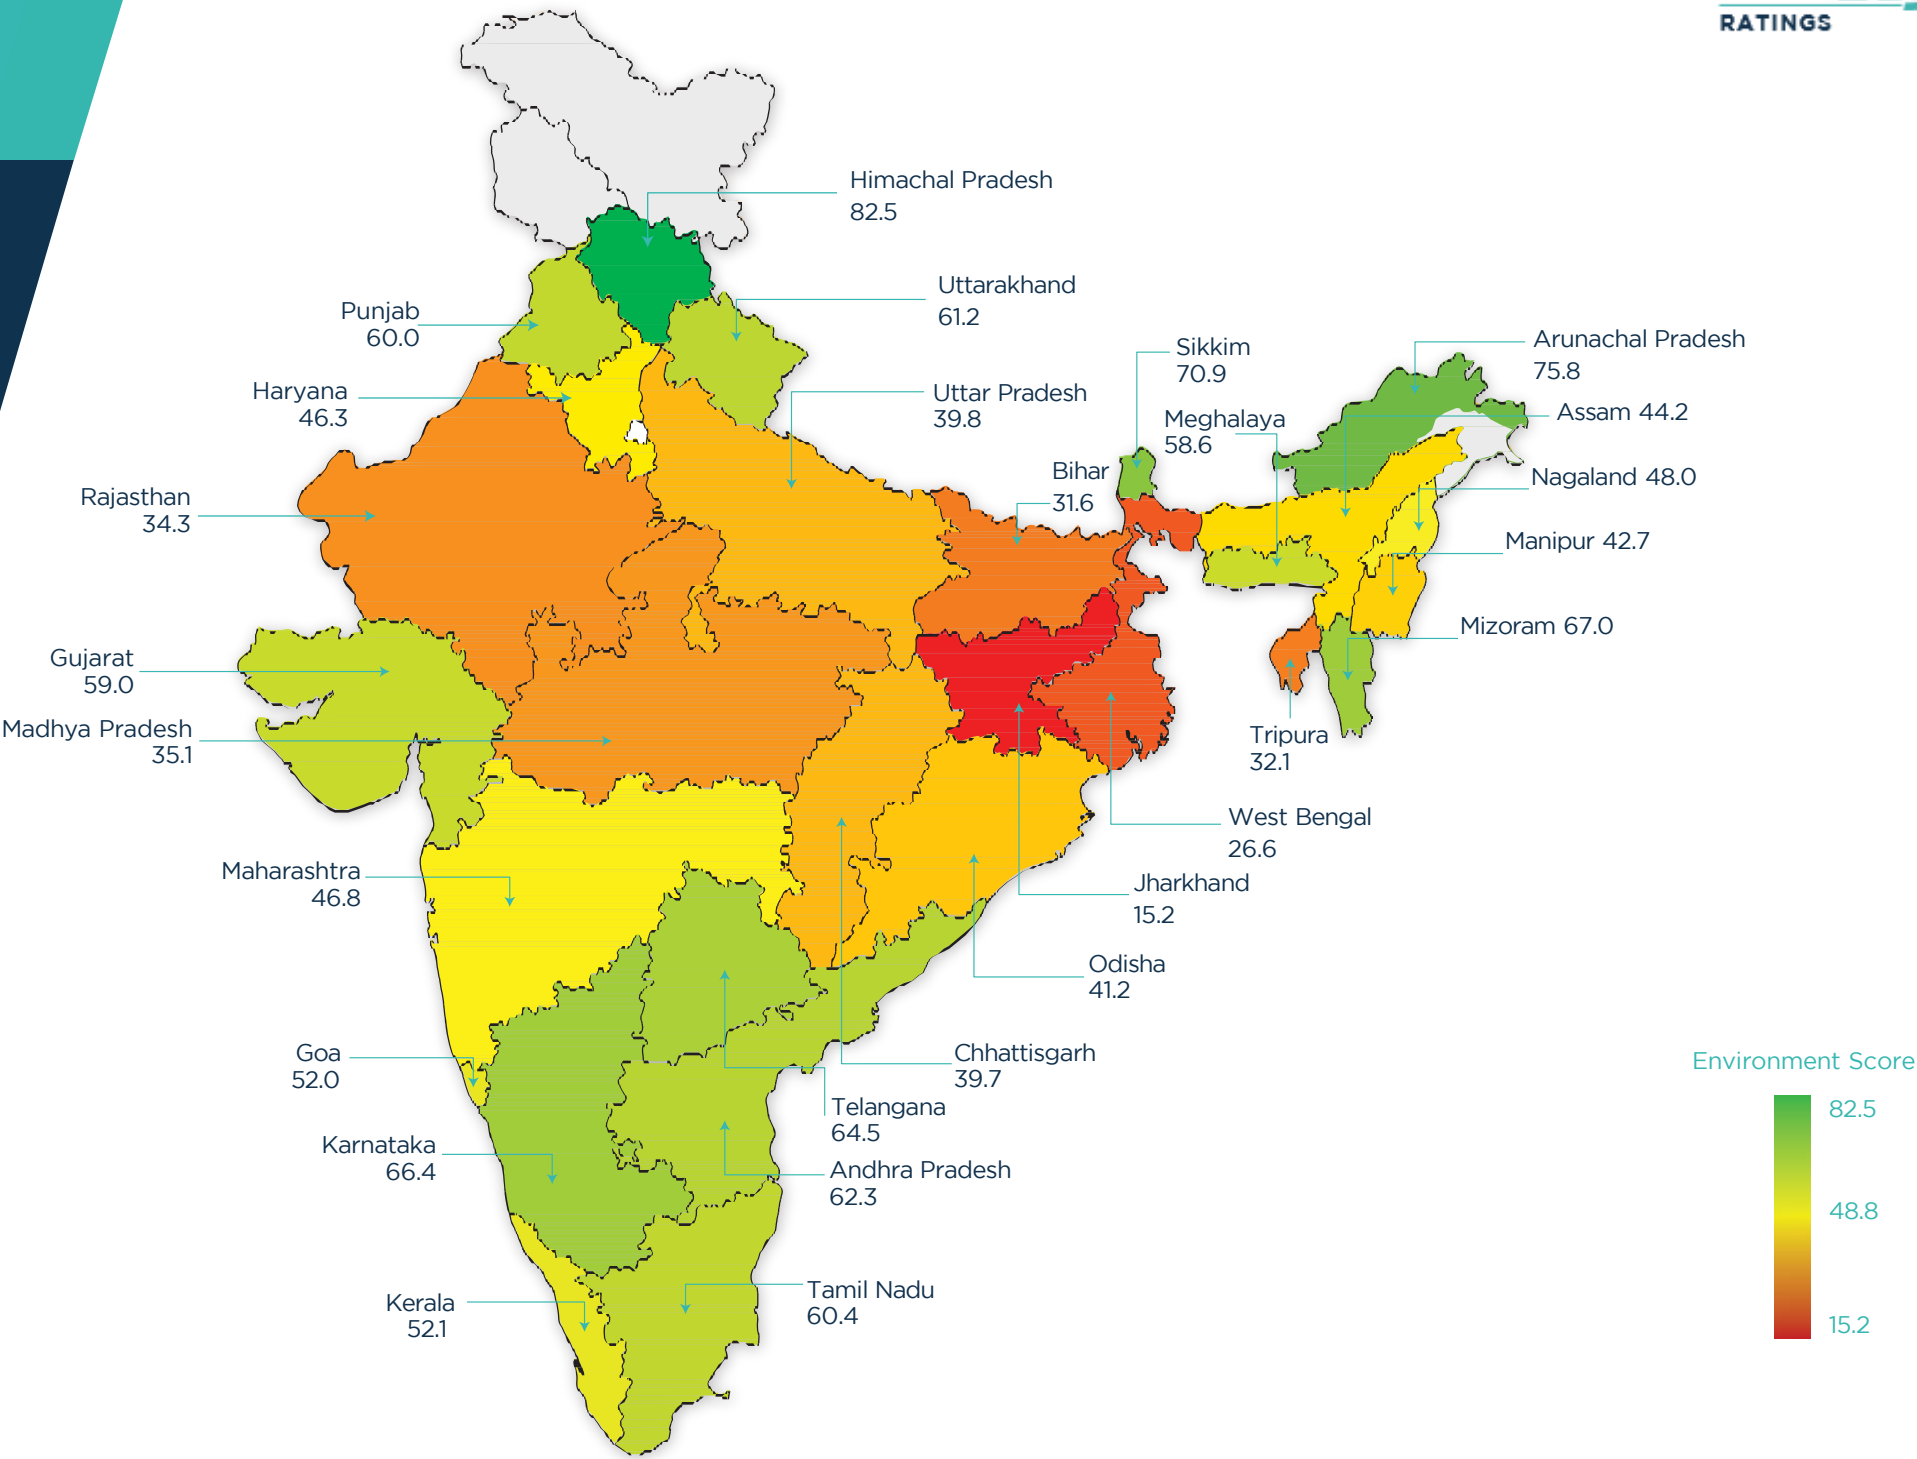 RATINGS
Himachal Pradesh
82.5
Uttarakhand
61.2
Punjab
60.0
Sikkim
70.9
Arunachal Pradesh
75.8
Haryana
46.3
Uttar Pradesh
39.8
Meghalaya
58.6
Assam 44.2
Bihar
31.6
Nagaland 48.0
Rajasthan
34.3
Manipur 42.7
Mizoram 67.0
Gujarat
59.0
Madhya Pradesh
35.1
Tripura
32.1
West Bengal
26.6
Maharashtra
46.8
Jharkhand
15.2
Odisha
41.2
Goa
52.0
Chhattisgarh
39.7
Telangana
64.5
Karnataka
66.4
Andhra Pradesh
62.3
Kerala
52.1
Tamil Nadu
60.4
Environment Score
82.5
48.8
15.2